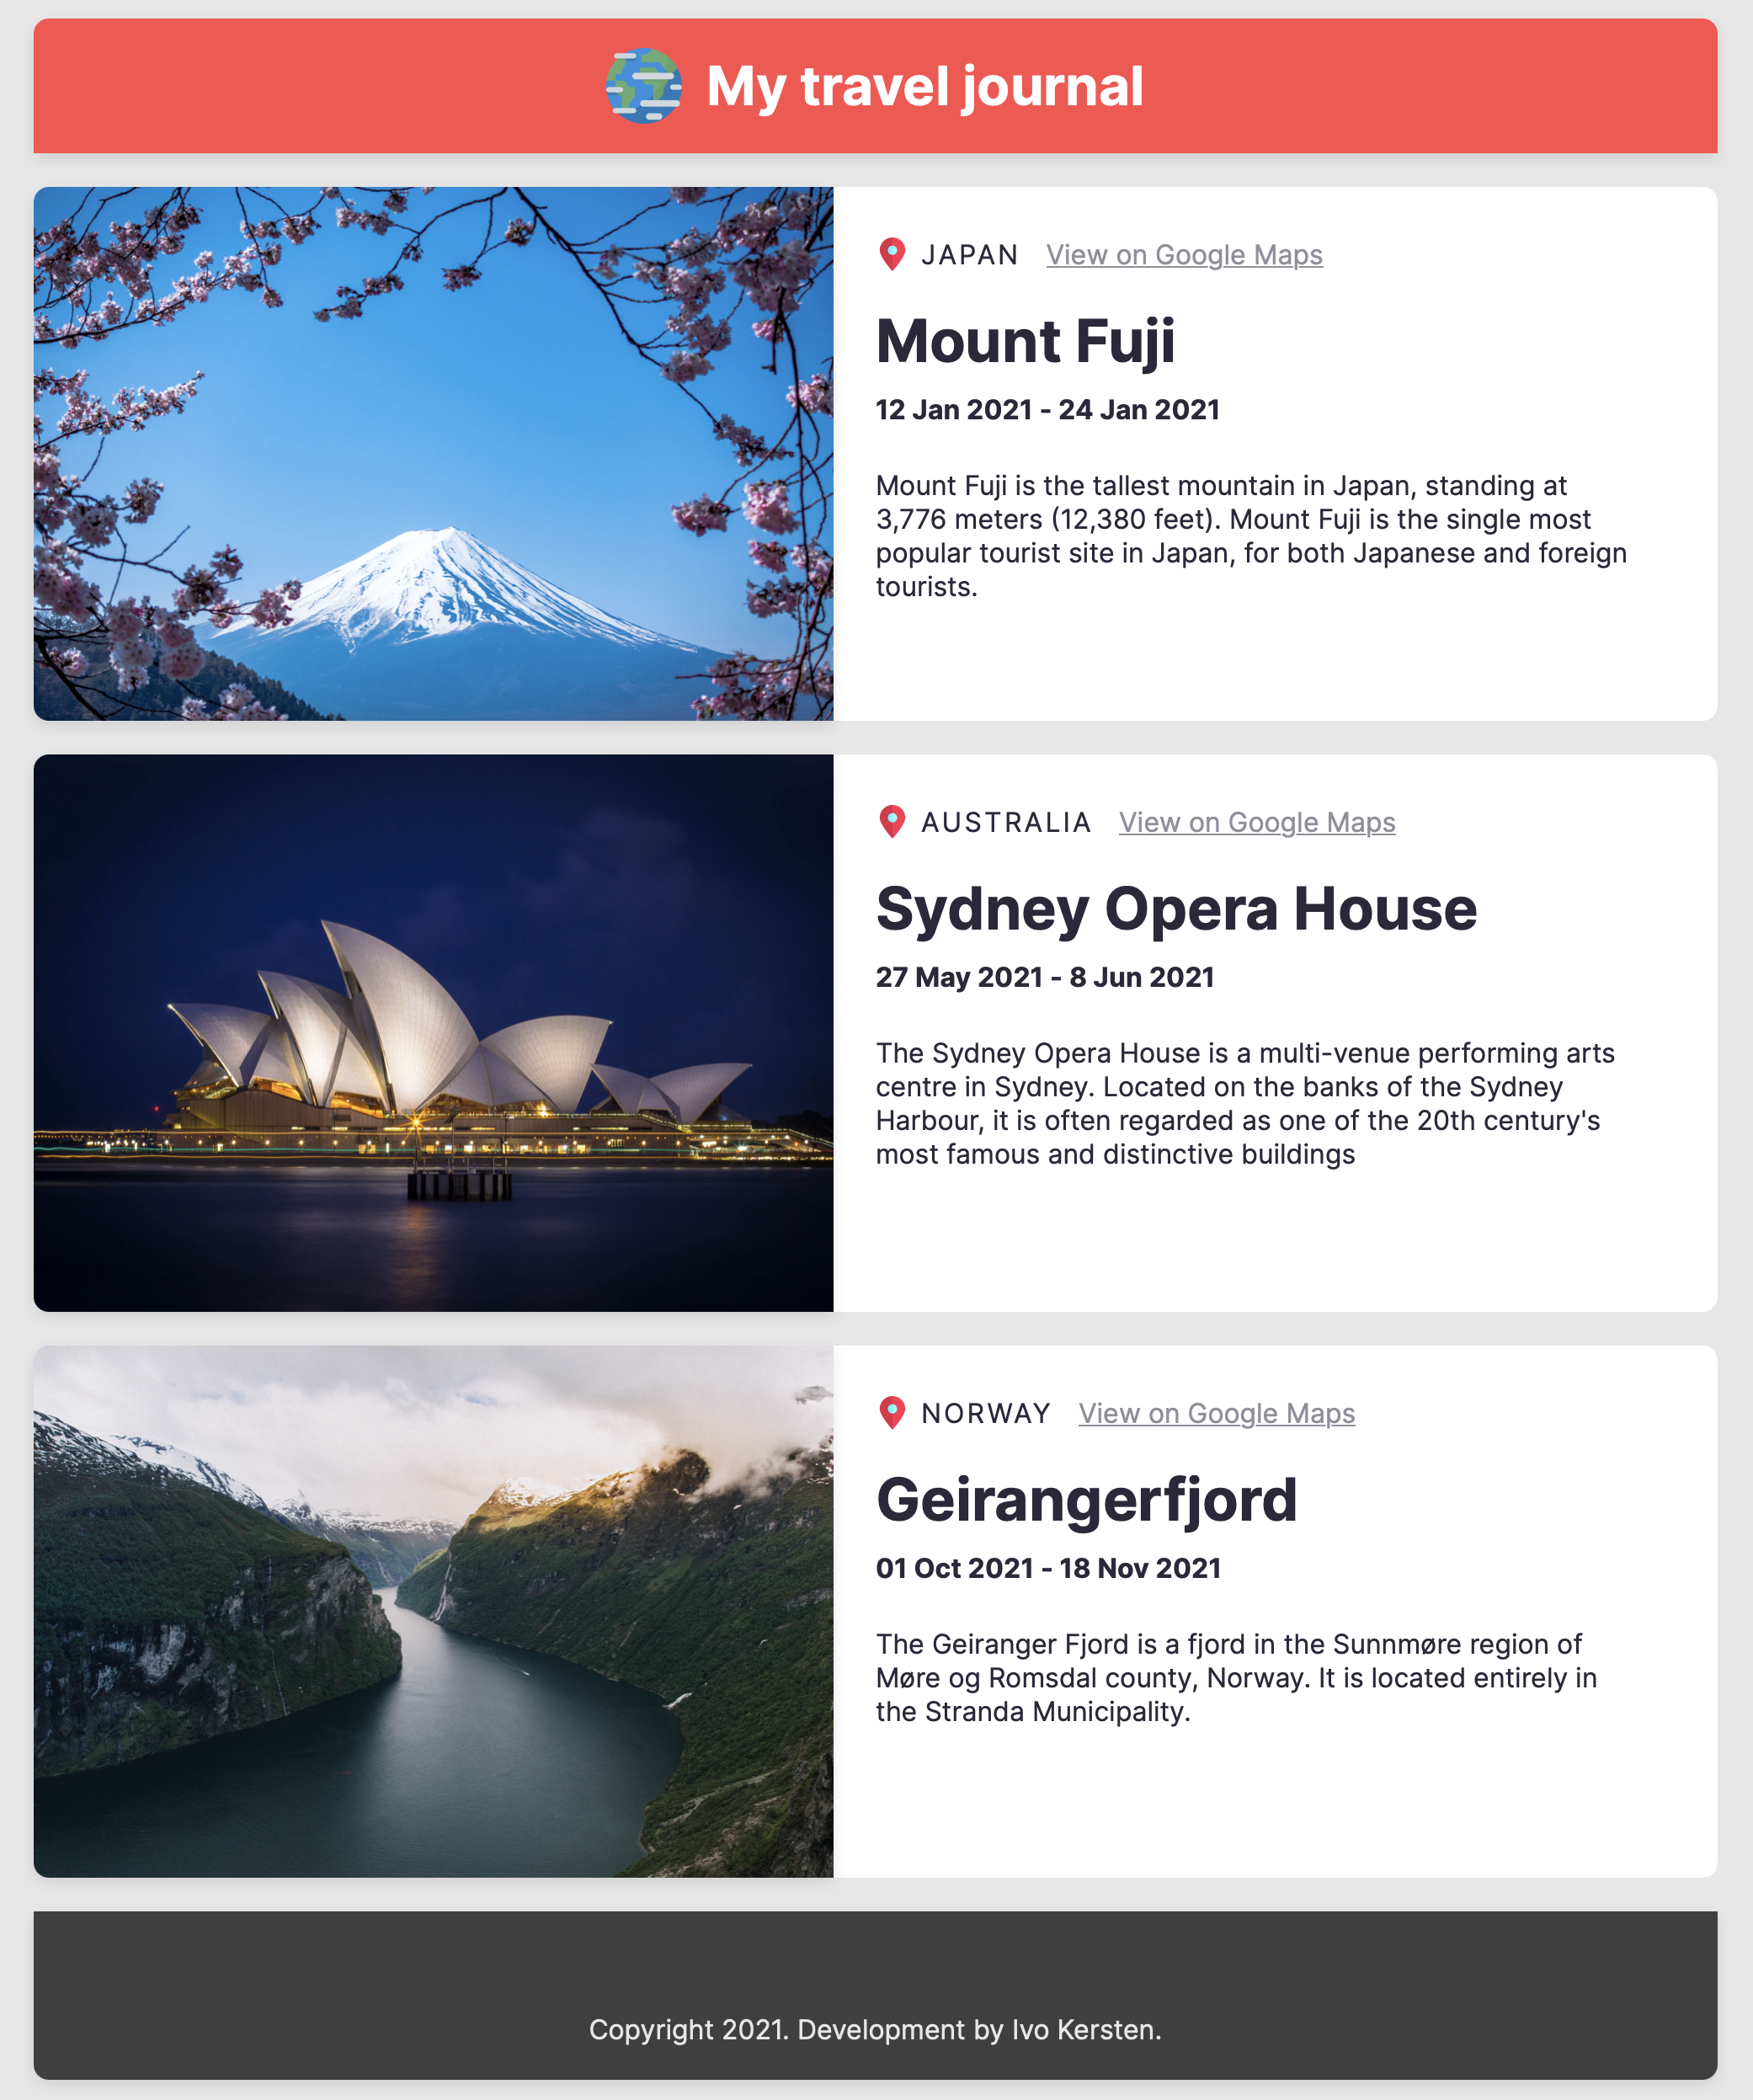 My travel journal
JAPAN View on Google Maps
Mount Fuji
12 Jan 2021 - 24 Jan 2021
Mount Fuji is the tallest mountain in Japan, standing at
3,776 meters (12,380 feet). Mount Fuji is the single most
popular tourist site in Japan, for both Japanese and foreign
tourists.
AUSTRALIA View on Google Maps
Sydney Opera House
27 May 2021 - 8 Jun 2021
The Sydney Opera House is a multi-venue performing arts
centre in Sydney. Located on the banks of the Sydney
Harbour, it is often regarded as one of the 20th century's
most famous and distinctive buildings
NORWAY View on Google Maps
Geirangerfjord
01 Oct 2021 - 18 Nov 2021
The Geiranger Fjord is a fjord in the Sunnmøre region of
Møre og Romsdal county, Norway. It is located entirely in
the Stranda Municipality.
Copyright 2021. Development by Ivo Kersten.